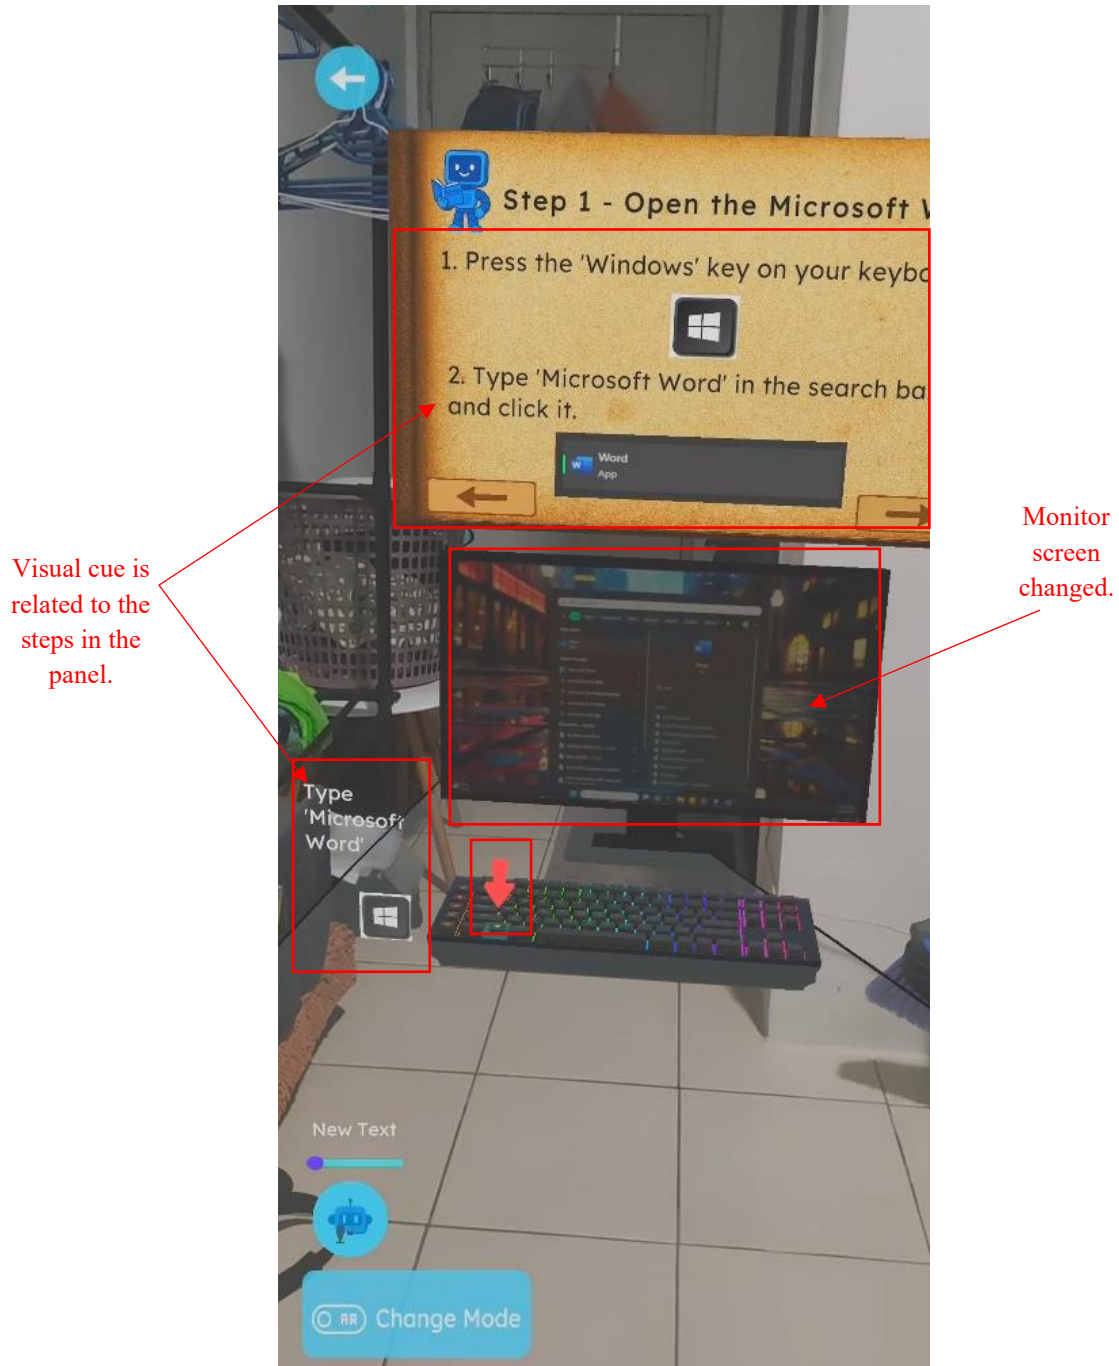 Step 1 - Open the Microsoft
1. Press the 'Windows' key on your keybo
2. Type 'Microsoft Word' in the search ba
and click it.
Word
App
Visual cue is
related to the
steps in the
panel.
Monitor
screen
changed.
Type
'Microsoft
Word'
New Text
AR
Change Mode